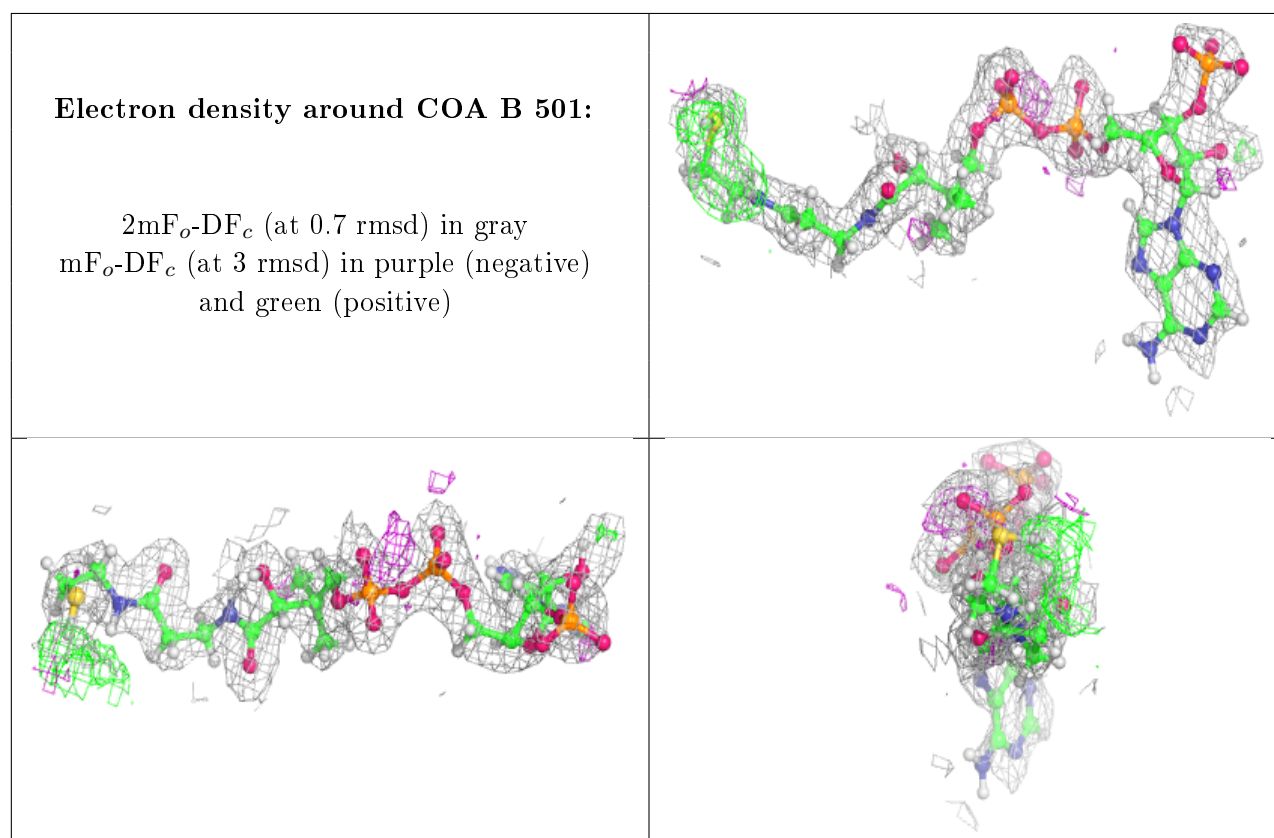 Electron density around COA B 501:
2mFₒ-DF𝒸 (at 0.7 rmsd) in gray
mFₒ-DF𝒸 (at 3 rmsd) in purple (negative)
and green (positive)